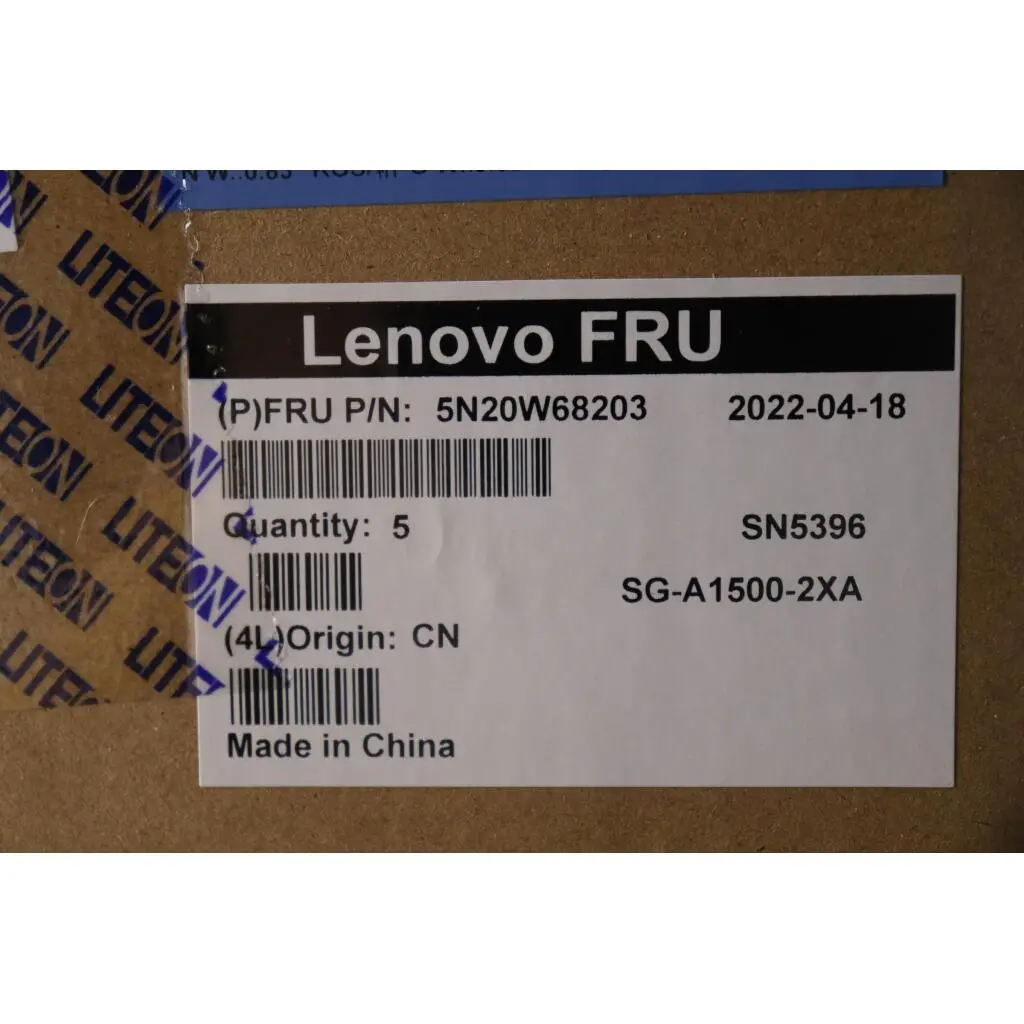 Lenovo FRU
(P)FRU P/N: 5N20W68203 2022-04-18
Quantity: 5 SN5396
SG-A1500-2XA
(4L)Origin: CN
Made in China
LITEON
LITEON
LITEON
LITEON
LITEON